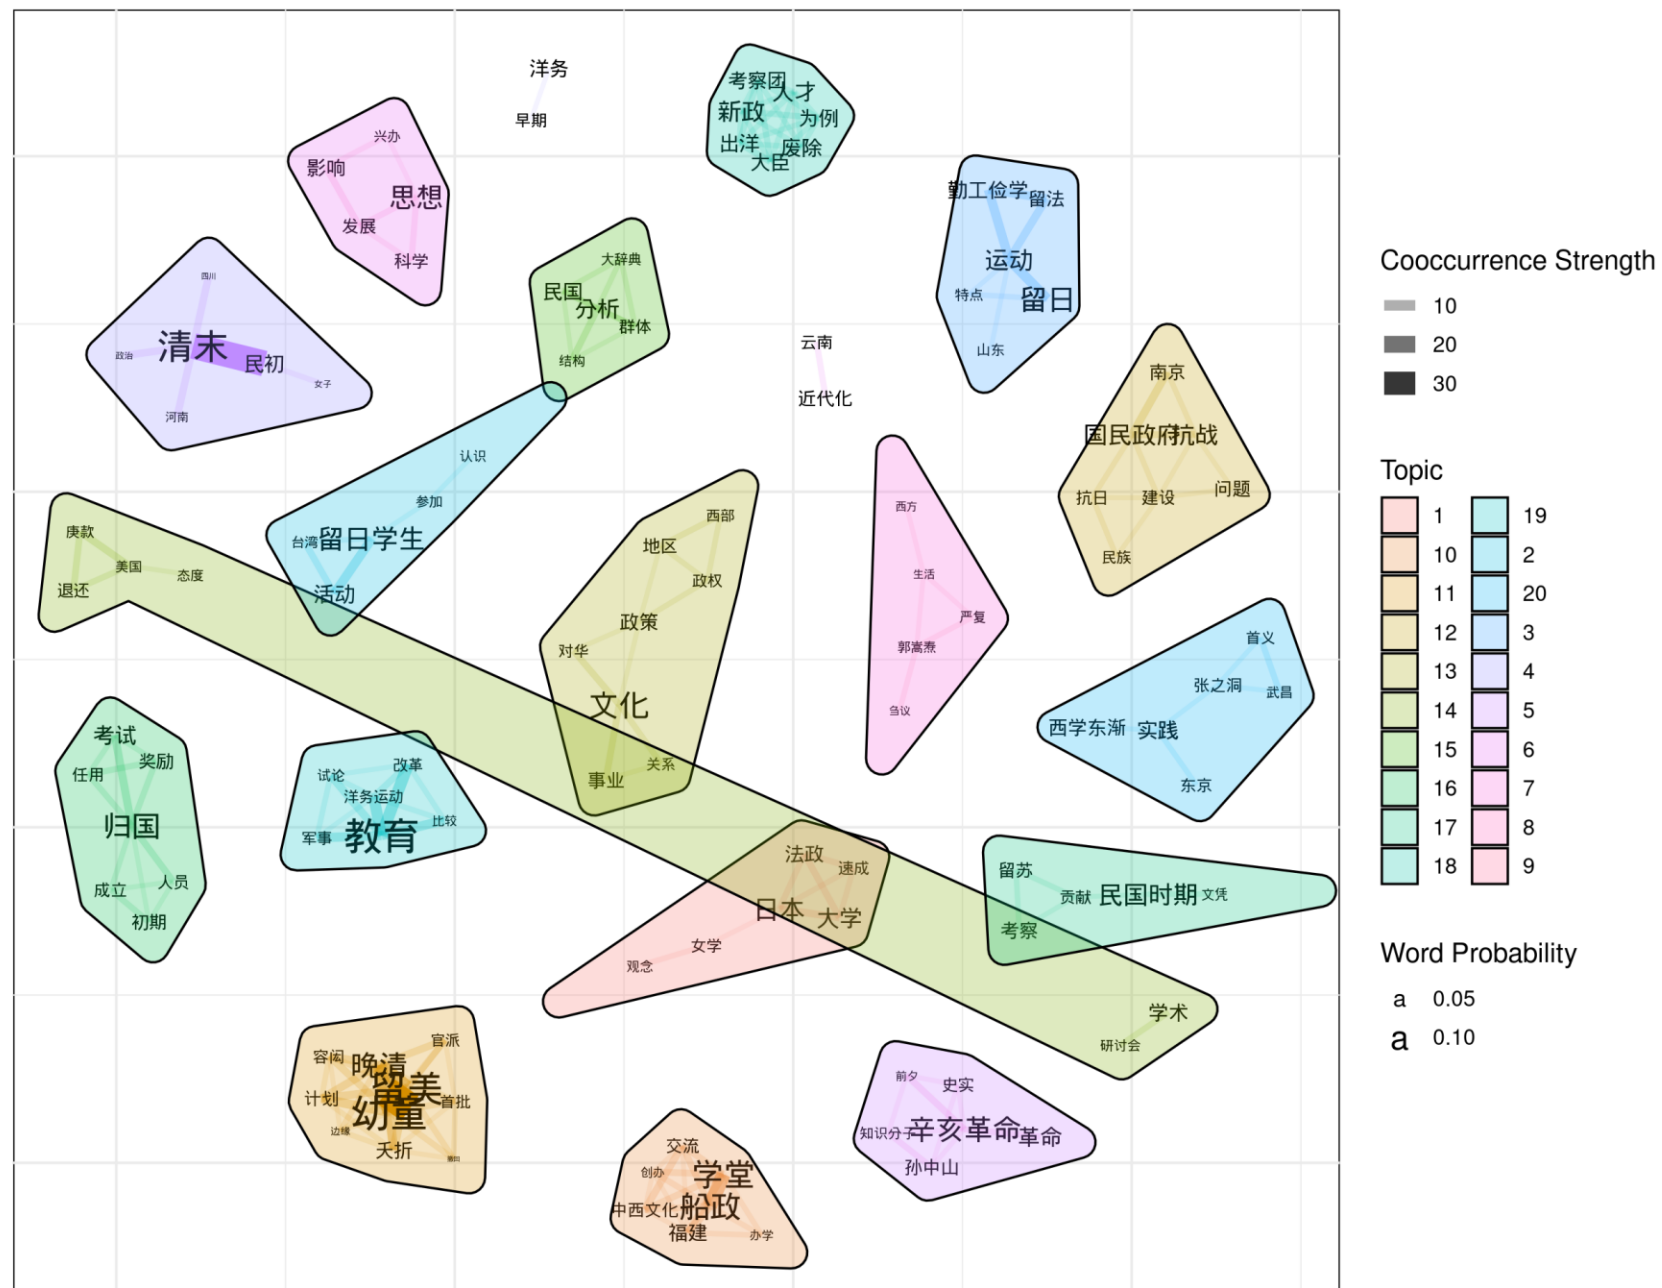 洋务
早期
考察团
人才
新政
为例
出洋
废除
大臣
兴办
影响
思想
发展
科学
勤工俭学
留法
运动
特点
留日
山东
四川
清末
民初
政治
女子
河南
大辞典
民国
分析
群体
结构
云南
近代化
南京
国民政府
抗战
抗日
建设
问题
民族
认识
参加
台湾
留日学生
活动
庚款
美国
态度
退还
西部
地区
政权
政策
对华
文化
关系
事业
西方
生活
严复
郭嵩焘
刍议
首义
张之洞
武昌
西学东渐
实践
东京
考试
奖励
任用
归国
成立
人员
初期
试论
改革
洋务运动
教育
比较
军事
法政
速成
日本
大学
女学
观念
留苏
贡献
民国时期
文凭
考察
学术
研讨会
官派
容闳
晚清
留美
计划
幼童
首批
边缘
夭折
前夕
史实
知识分子
辛亥革命
革命
孙中山
交流
创办
学堂
中西文化
船政
福建
办学
Cooccurrence Strength
10
20
30
Topic
1
10
11
12
13
14
15
16
17
18
19
2
20
3
4
5
6
7
8
9
Word Probability
a 0.05
a 0.10